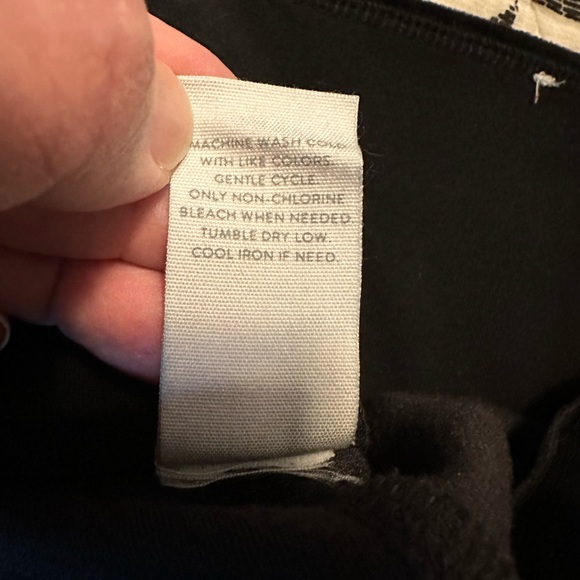 MACHINE WASH COLD
WITH LIKE COLORS.
GENTLE CYCLE.
ONLY NON-CHLORINE
BLEACH WHEN NEEDED.
TUMBLE DRY LOW.
COOL IRON IF NEED.